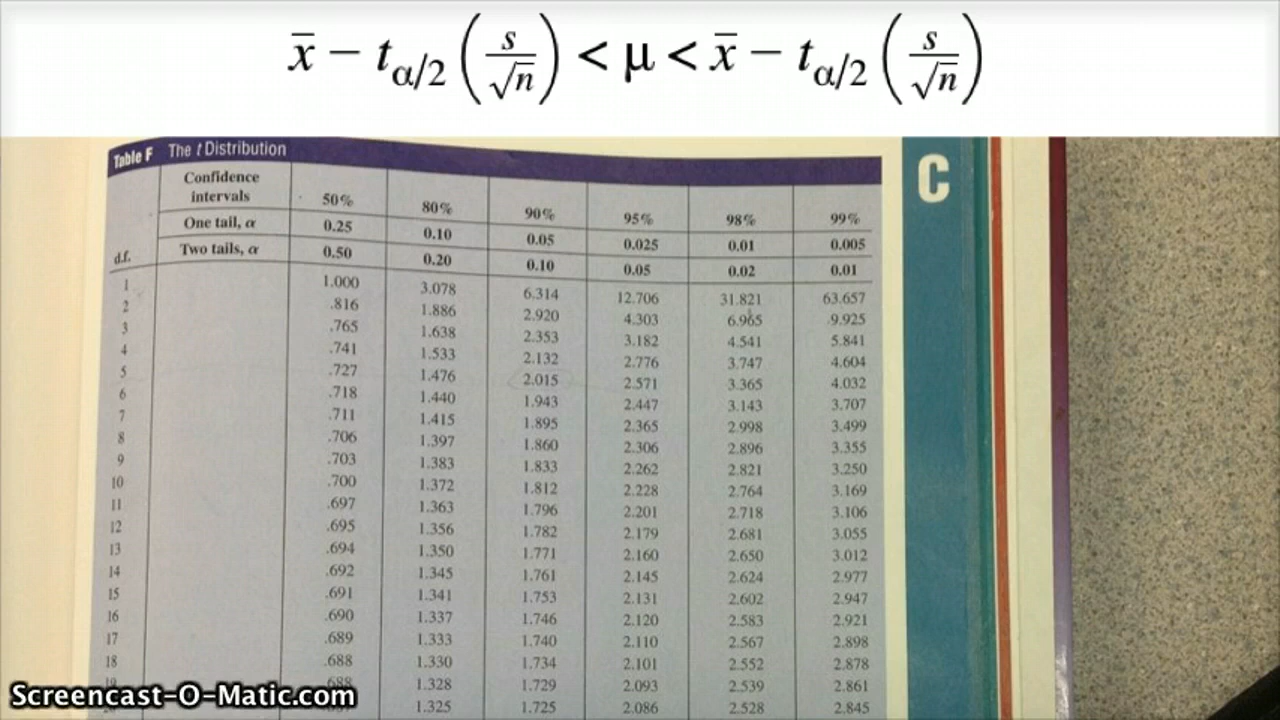 x̄ − tα/2 (s/√n) < μ < x̄ − tα/2 (s/√n)
Table F The t Distribution
C
Confidence intervals 50% 80% 90% 95% 98% 99%
One tail, α 0.25 0.10 0.05 0.025 0.01 0.005
d.f. Two tails, α 0.50 0.20 0.10 0.05 0.02 0.01
1 1.000 3.078 6.314 12.706 31.821 63.657
2 .816 1.886 2.920 4.303 6.965 9.925
3 .765 1.638 2.353 3.182 4.541 5.841
4 .741 1.533 2.132 2.776 3.747 4.604
5 .727 1.476 2.015 2.571 3.365 4.032
6 .718 1.440 1.943 2.447 3.143 3.707
7 .711 1.415 1.895 2.365 2.998 3.499
8 .706 1.397 1.860 2.306 2.896 3.355
9 .703 1.383 1.833 2.262 2.821 3.250
10 .700 1.372 1.812 2.228 2.764 3.169
11 .697 1.363 1.796 2.201 2.718 3.106
12 .695 1.356 1.782 2.179 2.681 3.055
13 .694 1.350 1.771 2.160 2.650 3.012
14 .692 1.345 1.761 2.145 2.624 2.977
15 .691 1.341 1.753 2.131 2.602 2.947
16 .690 1.337 1.746 2.120 2.583 2.921
17 .689 1.333 1.740 2.110 2.567 2.898
18 .688 1.330 1.734 2.101 2.552 2.878
19 .688 1.328 1.729 2.093 2.539 2.861
1.325 1.725 2.086 2.528 2.845
Screencast-O-Matic.com